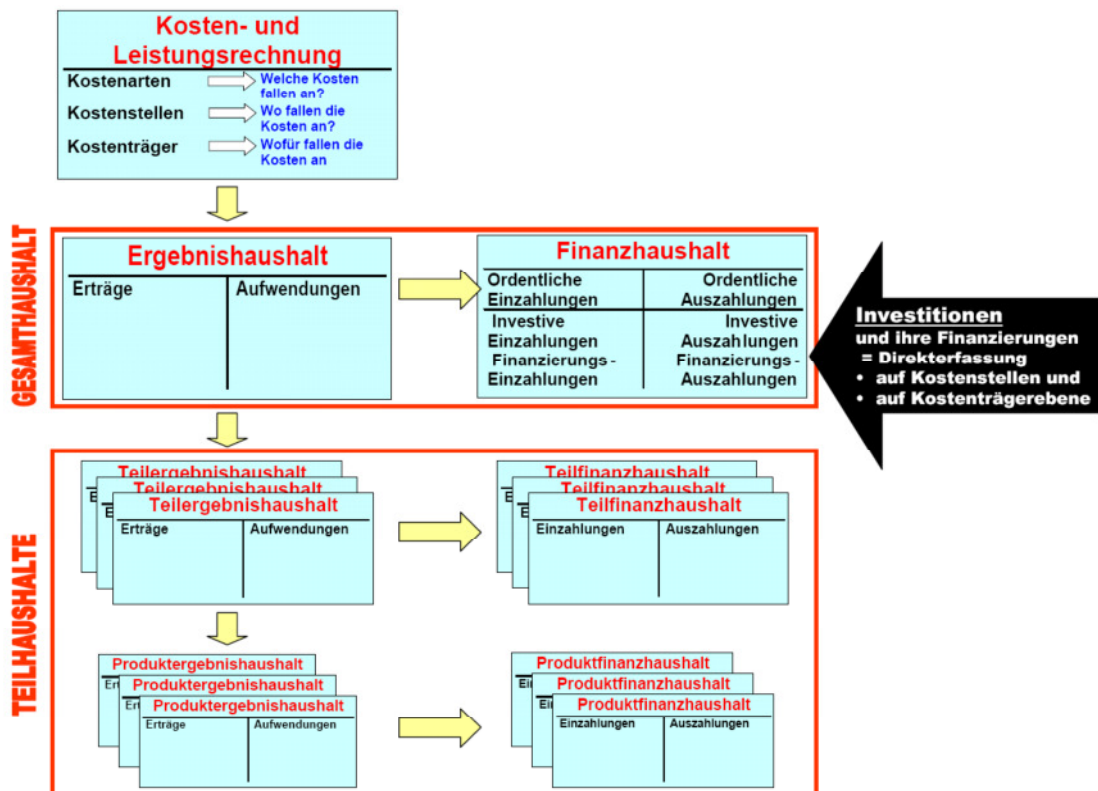 Kosten- und
Leistungsrechnung
Kostenarten
Welche Kosten
fallen an?
Kostenstellen
Wo fallen die
Kosten an?
Kostenträger
Wofür fallen die
Kosten an
GESAMTHAUSHALT
Ergebnishaushalt
Erträge
Aufwendungen
Finanzhaushalt
Ordentliche
Einzahlungen
Ordentliche
Auszahlungen
Investive
Einzahlungen
Finanzierungs-
Einzahlungen
Investive
Auszahlungen
Finanzierungs-
Auszahlungen
Investitionen
und ihre Finanzierungen
= Direkterfassung
• auf Kostenstellen und
• auf Kostenträgerebene
TEILHAUSHALTE
Teilergebnishaushalt
Teilergebnishaushalt
Teilergebnishaushalt
Erträge
Aufwendungen
Teilfinanzhaushalt
Teilfinanzhaushalt
Teilfinanzhaushalt
Einzahlungen
Auszahlungen
Produktergebnishaushalt
Produktergebnishaushalt
Produktergebnishaushalt
Erträge
Aufwendungen
Produktfinanzhaushalt
Produktfinanzhaushalt
Produktfinanzhaushalt
Einzahlungen
Auszahlungen